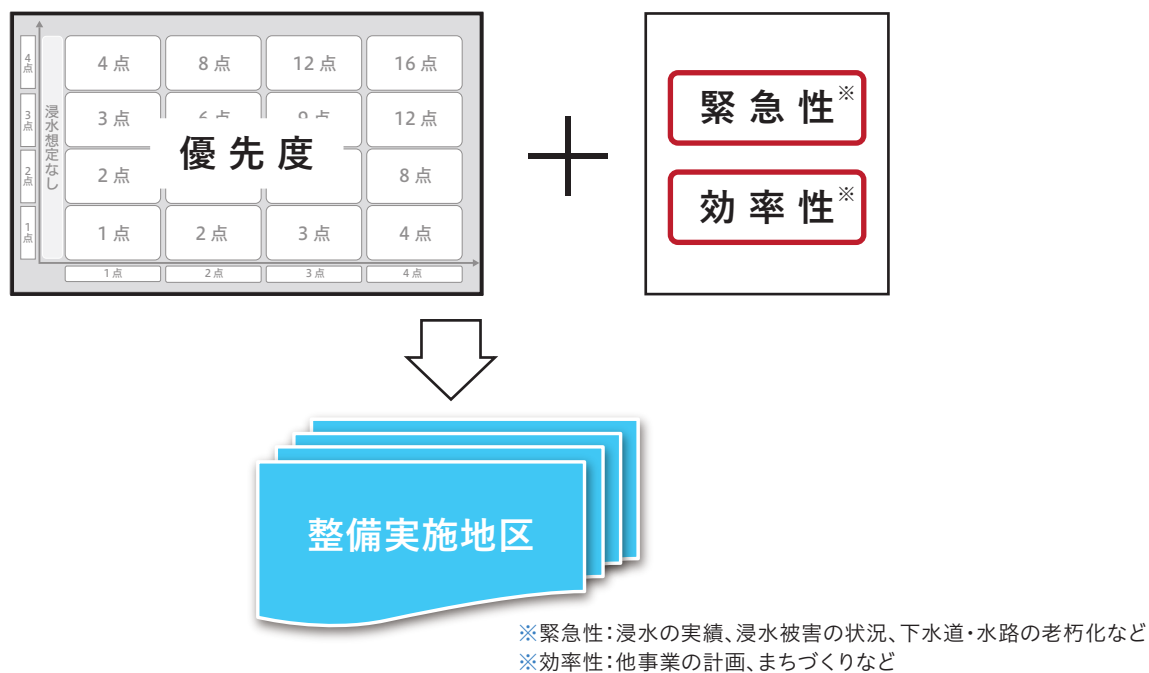 4点
4点 8点 12点 16点
3点
3点 12点
浸水想定なし
優先度
2点
2点 8点
1点
1点 2点 3点 4点
1点 2点 3点 4点
緊急性※
効率性※
整備実施地区
※緊急性：浸水の実績、浸水被害の状況、下水道・水路の老朽化など
※効率性：他事業の計画、まちづくりなど